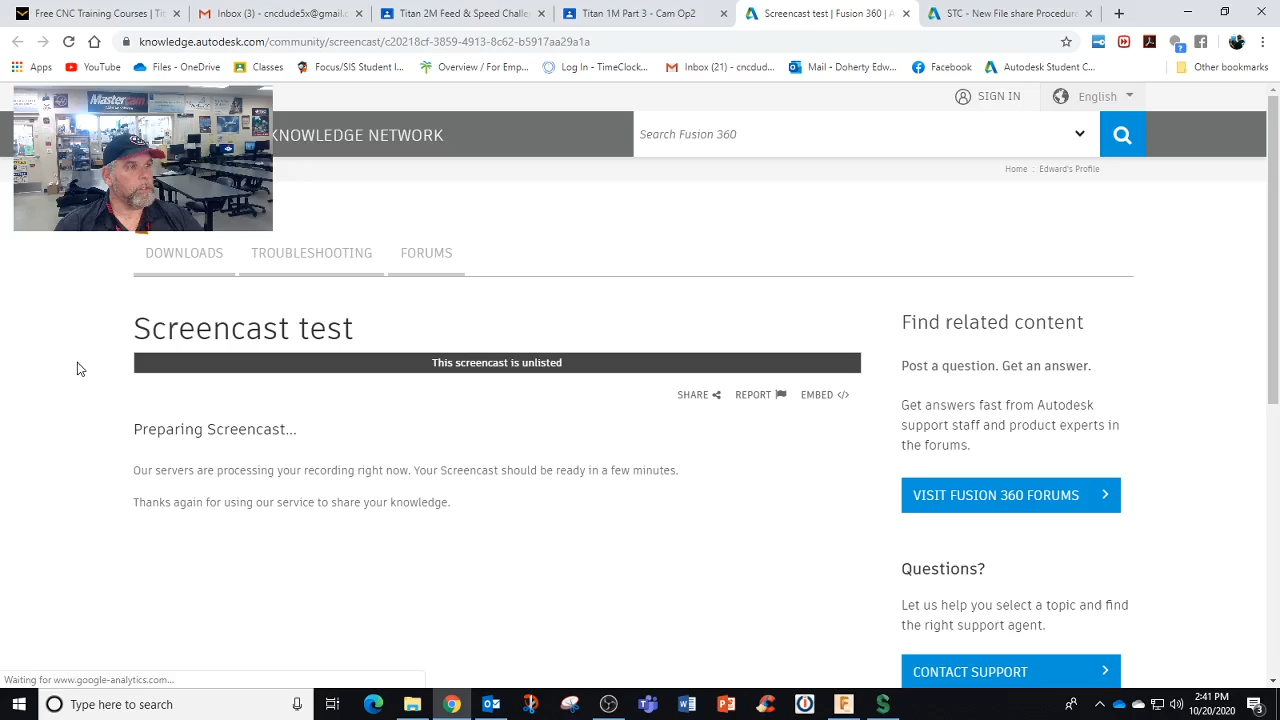 Free CNC Machining
Inbox (3) - cncdude5x@gmail.
Titan 2M Speed Challe
Titan 1M 3 - Cam Op2
Screencast test | Fusion 360 | A
STC - New File share Procedure
knowledge.autodesk.com/community/screencast/c20218cf-3859-4913-8c62-b5917aa29a1a
Apps
YouTube
Files - OneDrive
Classes
Focus/SIS Student I...
Overview / For Emp...
Log In - TimeClock...
Inbox (21) - cncdud...
Mail - Doherty Edw...
Facebook
Autodesk Student C...
Other bookmarks
SIGN IN
English
Mastercam
KNOWLEDGE NETWORK
Search Fusion 360
Home : Edward's Profile
DOWNLOADS
TROUBLESHOOTING
FORUMS
Screencast test
This screencast is unlisted
SHARE
REPORT
EMBED </>
Preparing Screencast...
Our servers are processing your recording right now. Your Screencast should be ready in a few minutes.
Thanks again for using our service to share your knowledge.
Find related content
Post a question. Get an answer.
Get answers fast from Autodesk
support staff and product experts in
the forums.
VISIT FUSION 360 FORUMS
Questions?
Let us help you select a topic and find
the right support agent.
CONTACT SUPPORT
Waiting for www.google-analytics.com...
Type here to search
2:41 PM
10/20/2020